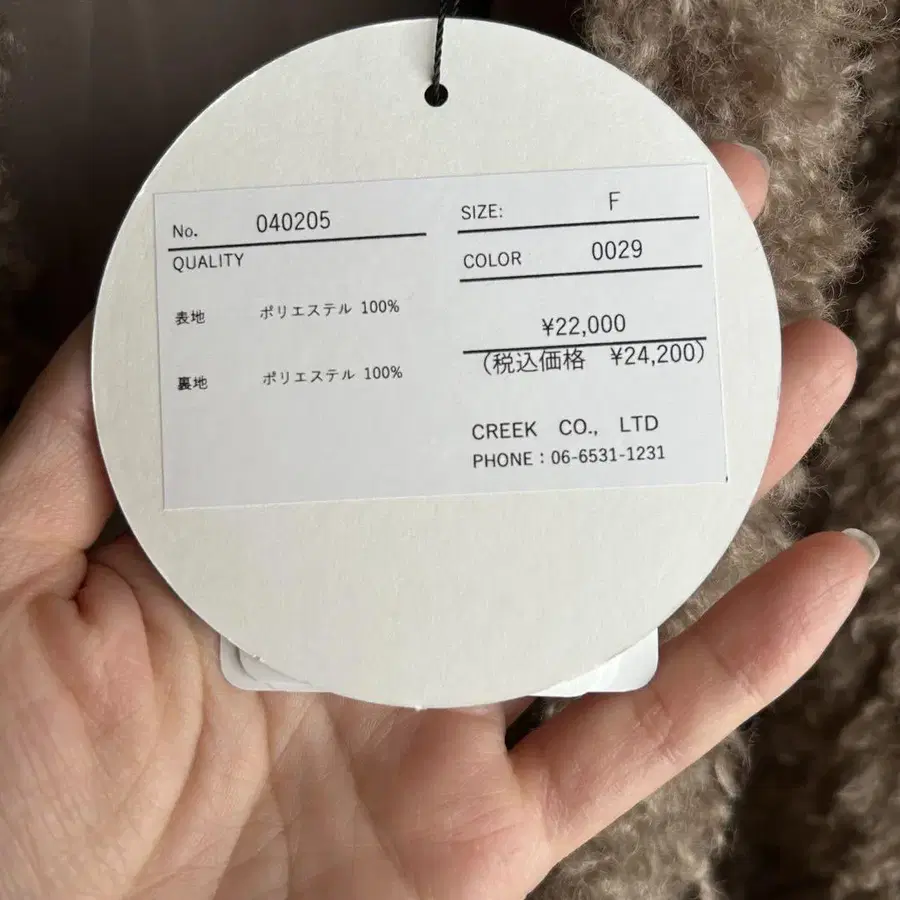 No. 040205
QUALITY
表地 ポリエステル 100%
裏地 ポリエステル 100%
SIZE: F
COLOR 0029
¥22,000
(税込価格 ¥24,200)
CREEK CO., LTD
PHONE : 06-6531-1231